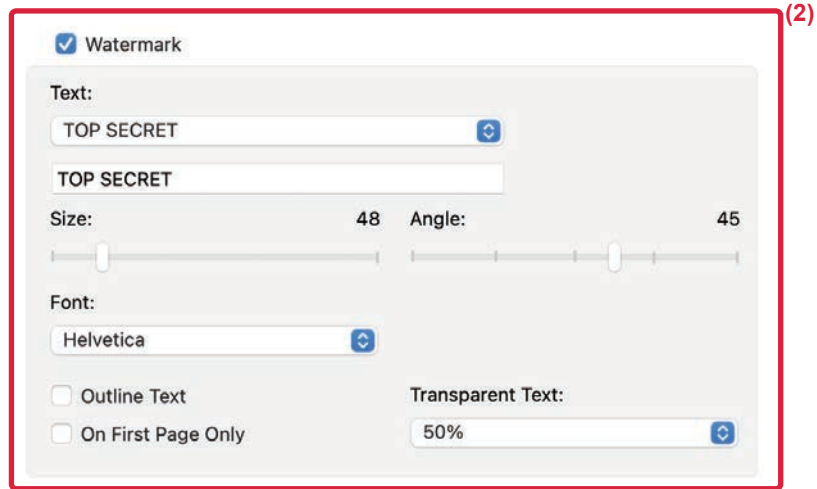 (2)
Watermark
Text:
TOP SECRET
TOP SECRET
Size: 48 Angle: 45
Font:
Helvetica
Outline Text Transparent Text:
On First Page Only 50%